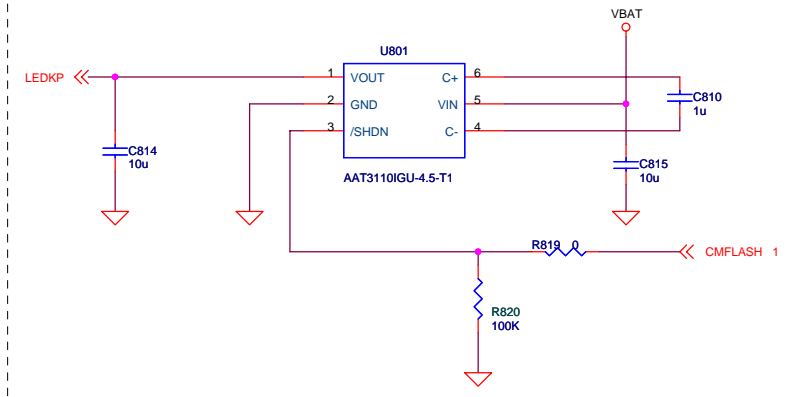 VBAT
U801
LEDKP
1 VOUT C+ 6
2 GND VIN 5
3 /SHDN C- 4
C810
1u
C814
10u
C815
10u
AAT3110IGU-4.5-T1
R819 0
CMFLASH 1
R820
100K